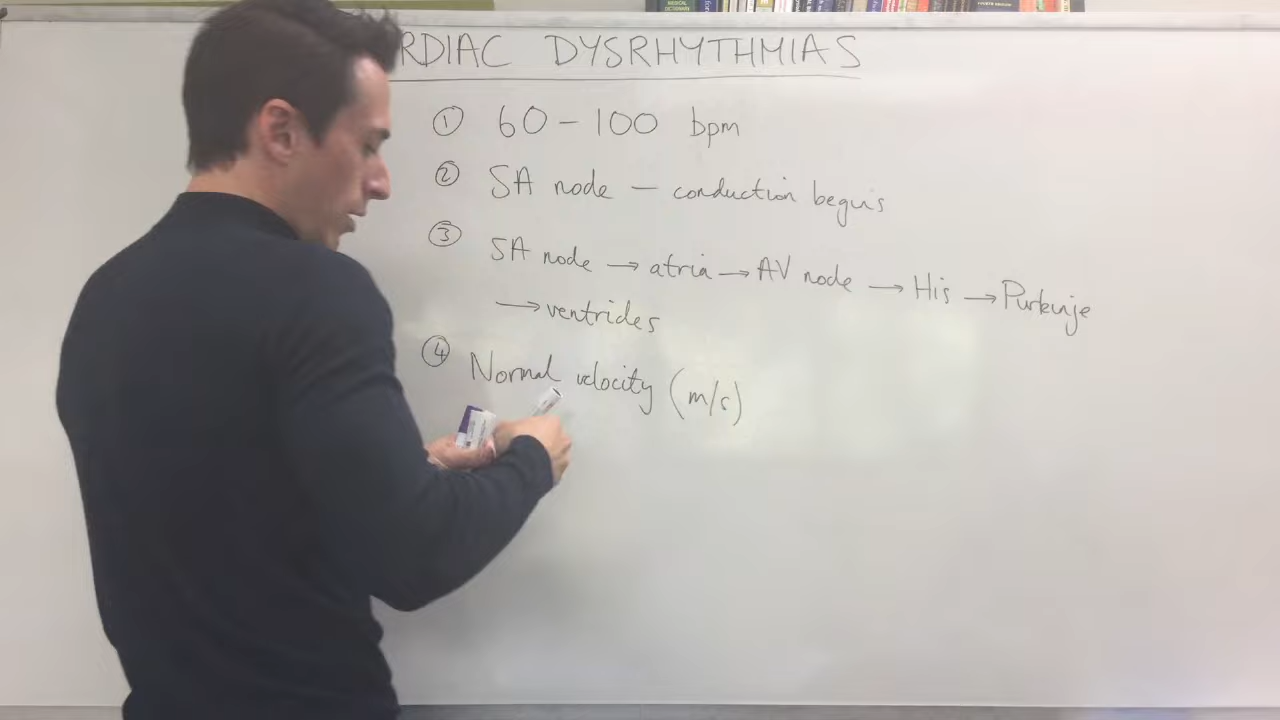 RDIAC DYSRHYTHMIAS
① 60 - 100 bpm
② SA node - conduction begins
③ SA node → atria → AV node → His → Purkinje
→ ventricles
④ Normal velocity (m/s)